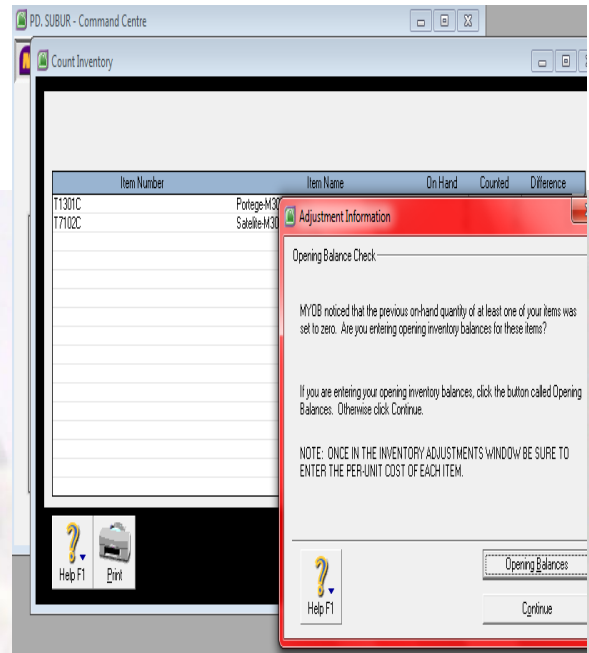 PD. SUBUR - Command Centre
Count Inventory
Item Number Item Name On Hand Counted Difference
T1301C Portege-M30
T7102C Satelite-M30
Adjustment Information
Opening Balance Check
MYOB noticed that the previous on-hand quantity of at least one of your items was
set to zero. Are you entering opening inventory balances for these items?
If you are entering your opening inventory balances, click the button called Opening
Balances. Otherwise click Continue.
NOTE: ONCE IN THE INVENTORY ADJUSTMENTS WINDOW BE SURE TO
ENTER THE PER-UNIT COST OF EACH ITEM.
Help F1 Print
Help F1
Opening Balances
Continue